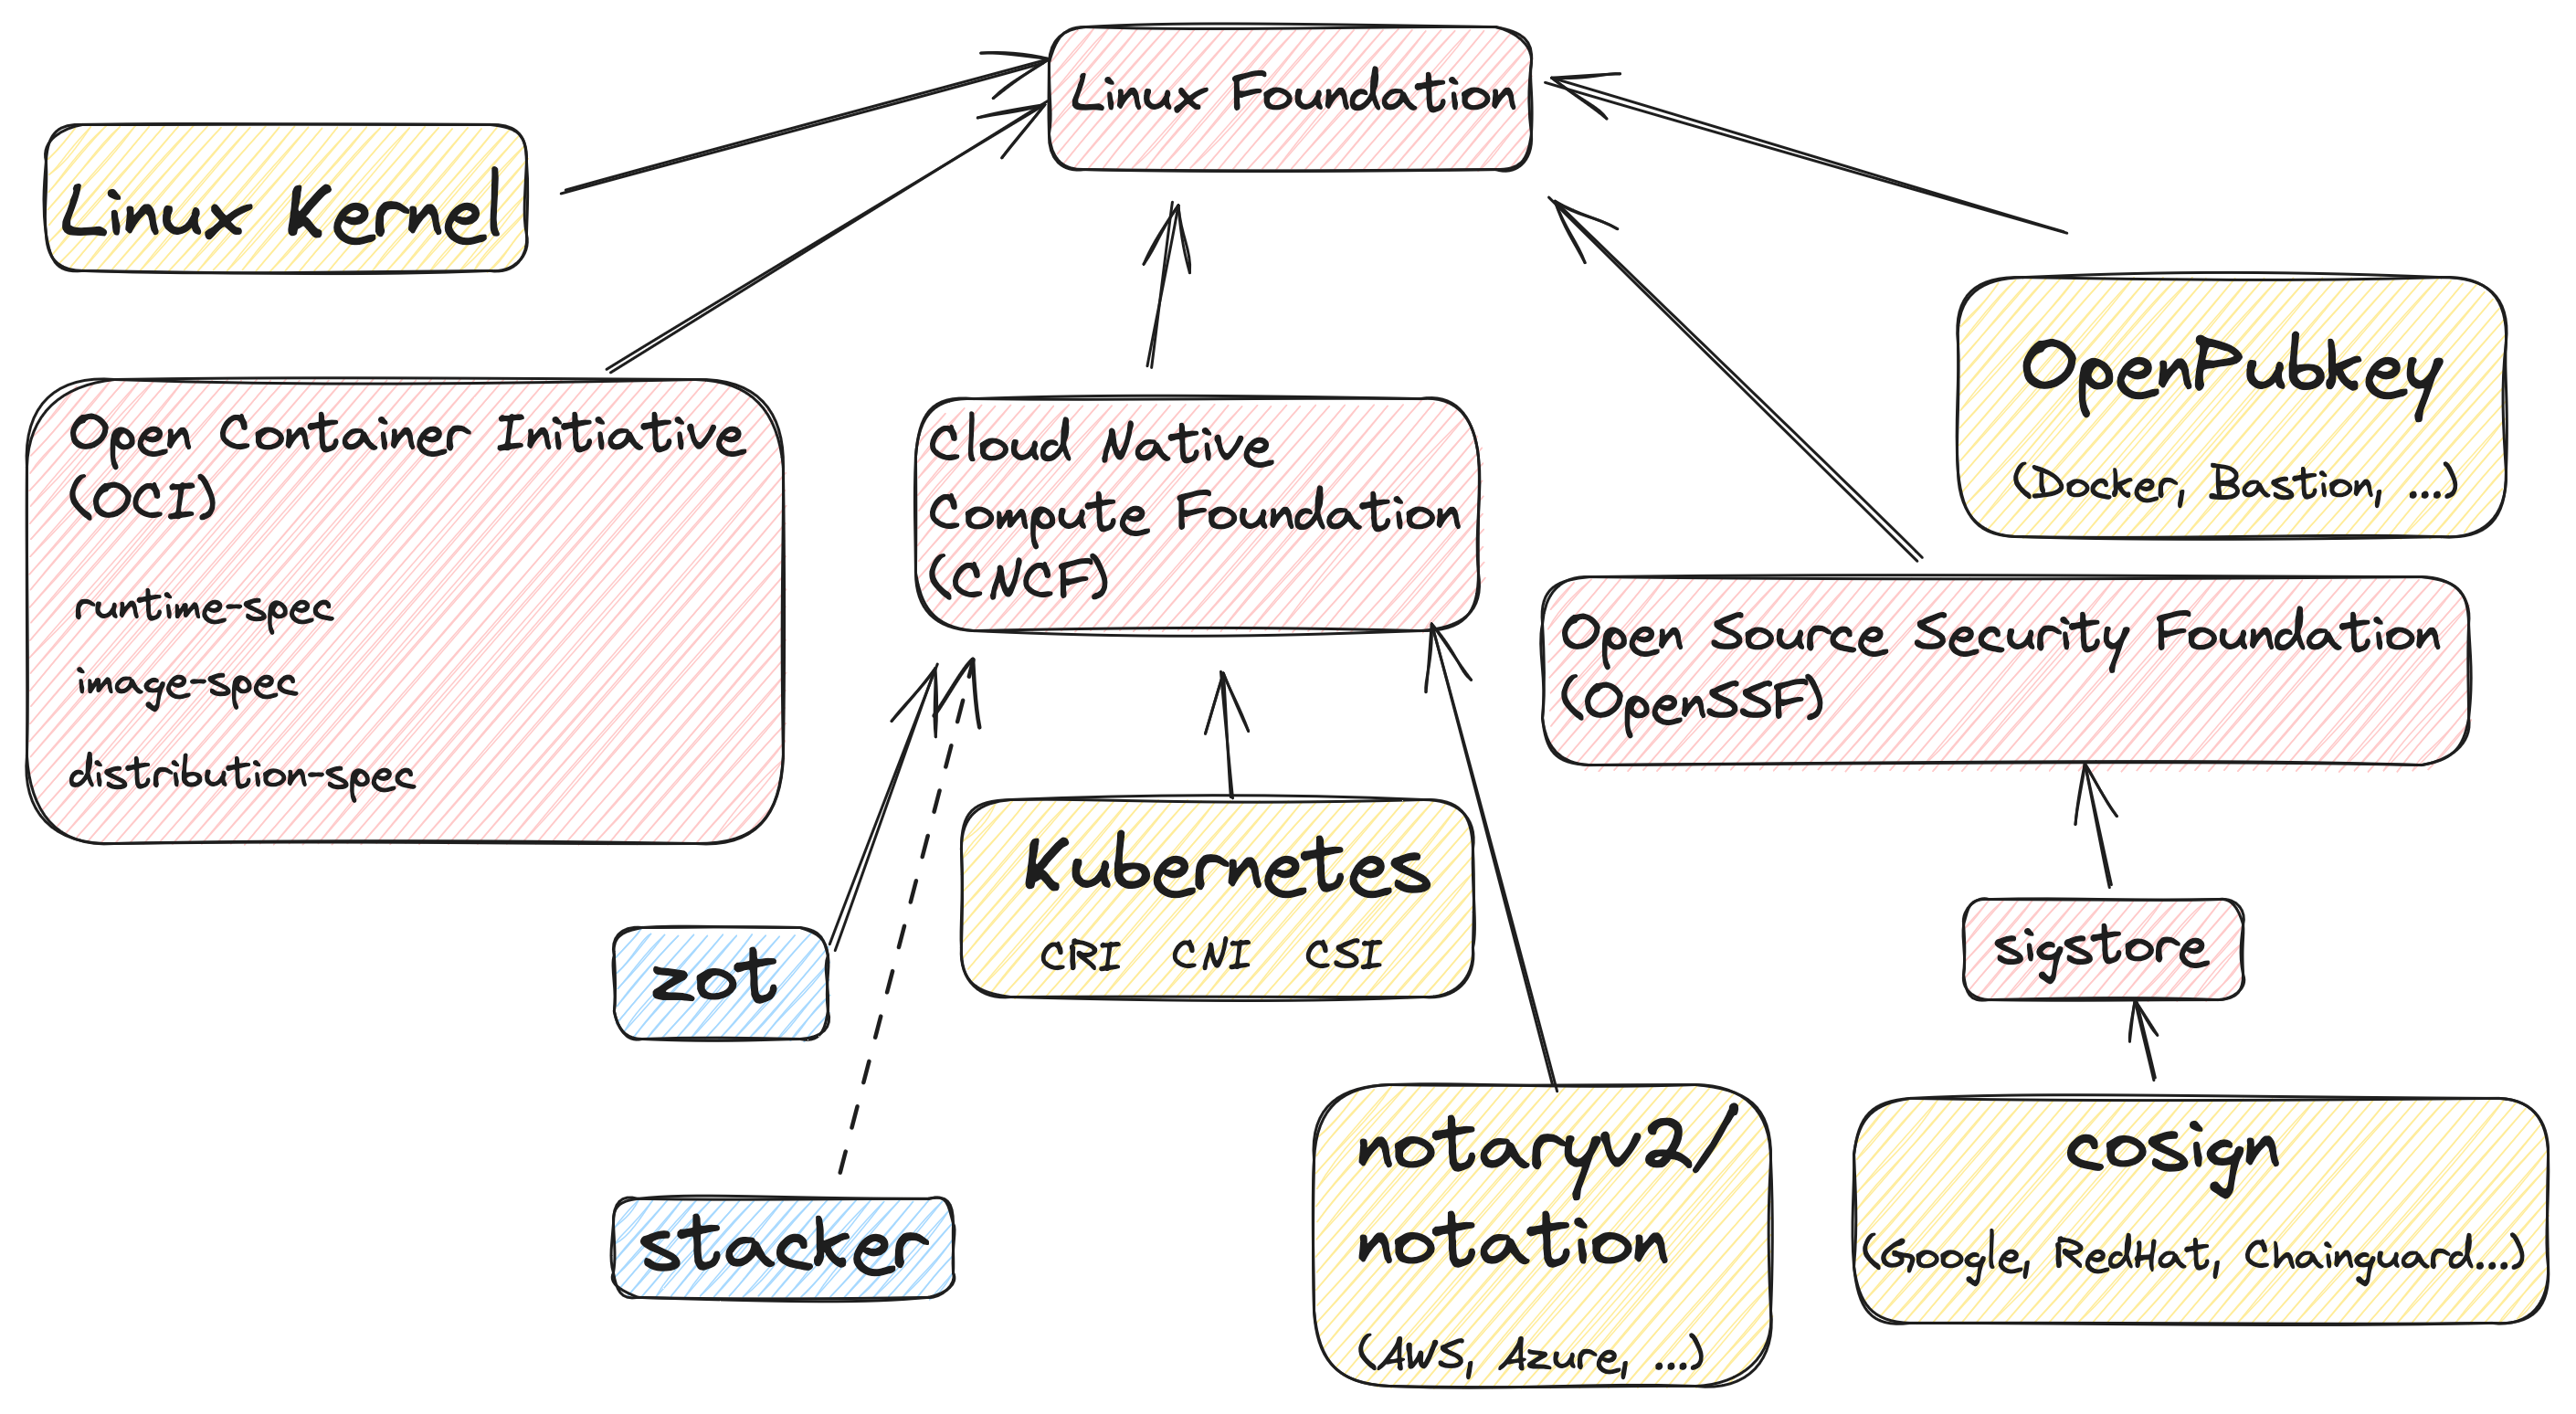 Linux Foundation
Linux Kernel
OpenPubkey
(Docker, Bastion, ...)
Open Container Initiative
(OCI)
runtime-spec
image-spec
distribution-spec
Cloud Native
Compute Foundation
(CNCF)
Open Source Security Foundation
(OpenSSF)
Kubernetes
CRI CNI CSI
zot
sigstore
stacker
notaryv2/
notation
(AWS, Azure, ...)
cosign
(Google, RedHat, Chainguard...)